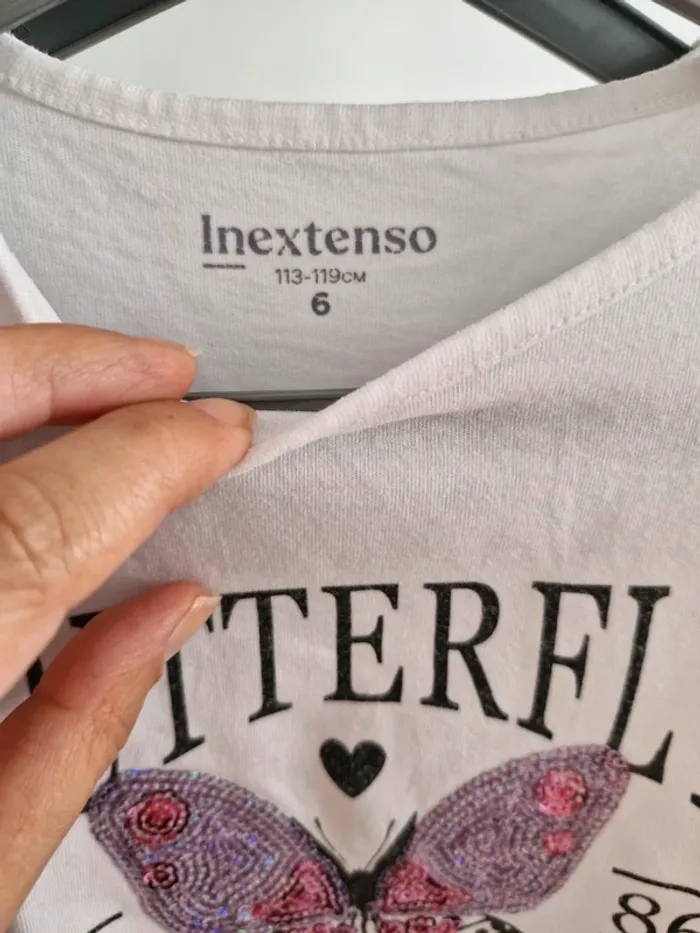 Inextenso
113-119CM
6
TTERFL